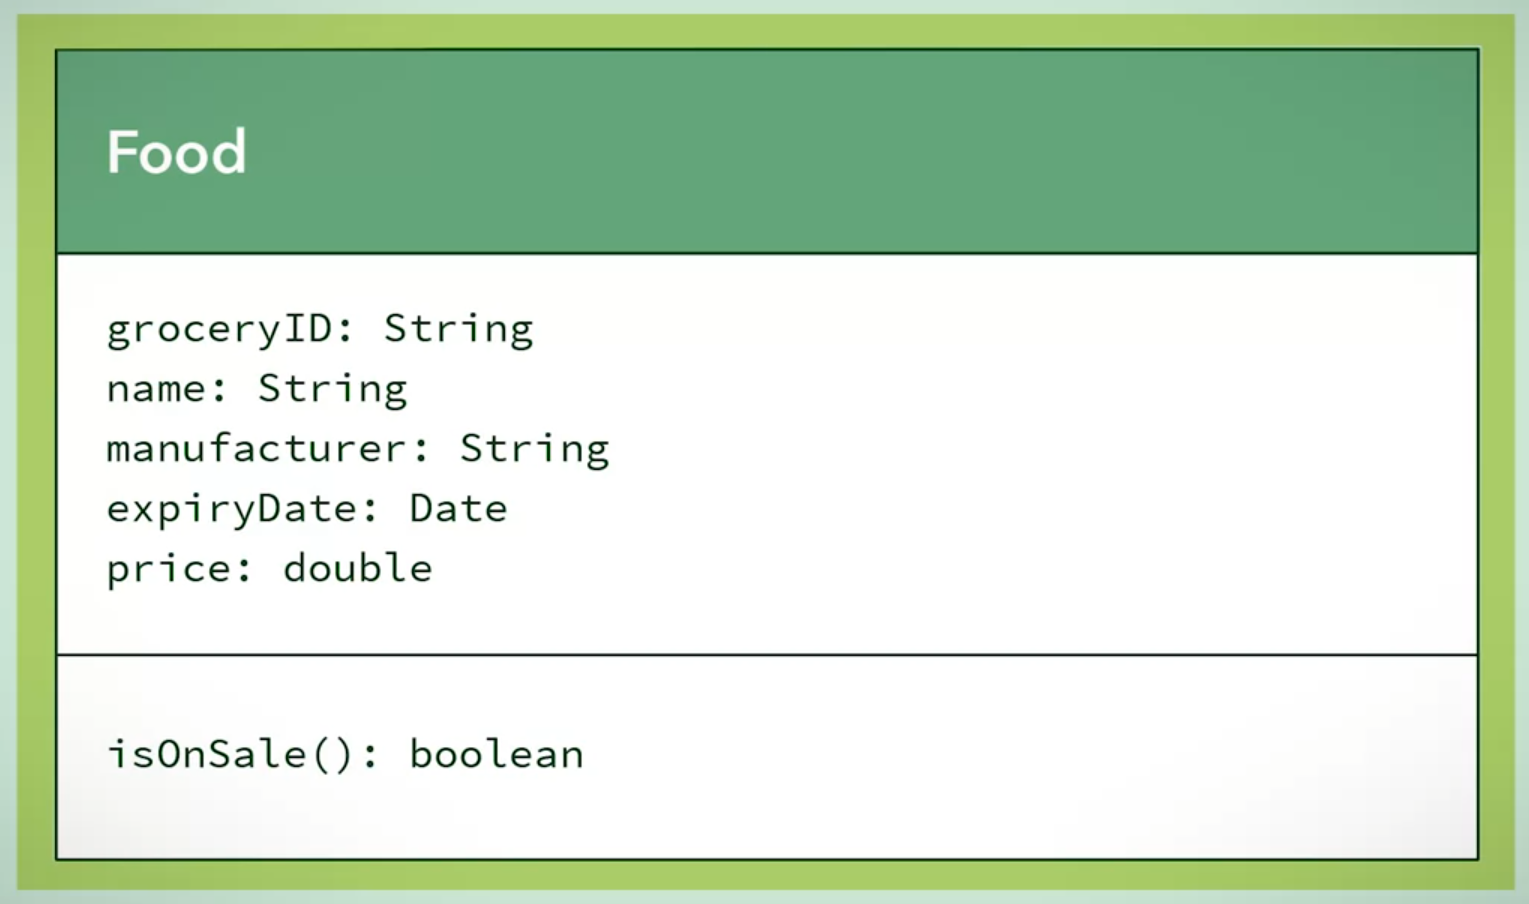 Food
groceryID: String
name: String
manufacturer: String
expiryDate: Date
price: double
isOnSale(): boolean